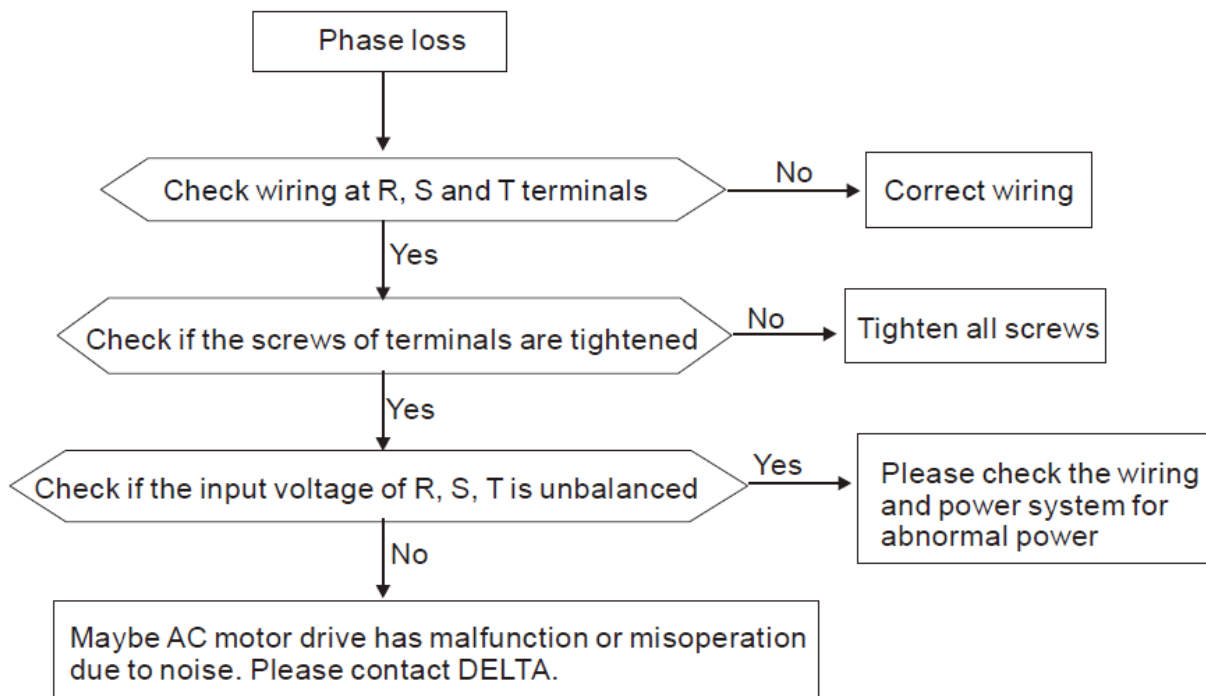 Phase loss
Check wiring at R, S and T terminals
No
Correct wiring
Yes
Check if the screws of terminals are tightened
No
Tighten all screws
Yes
Check if the input voltage of R, S, T is unbalanced
Yes
Please check the wiring
and power system for
abnormal power
No
Maybe AC motor drive has malfunction or misoperation
due to noise. Please contact DELTA.